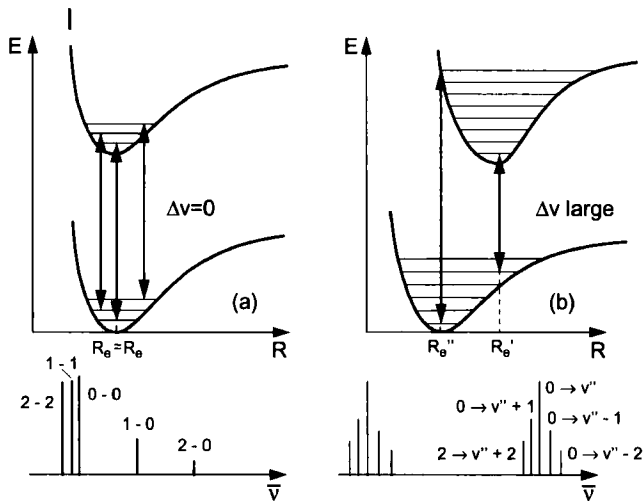 I
E
Δv=0
(a)
Rₑ ≃ Rₑ
R
E
Δv large
(b)
Rₑ'' Rₑ'
R
1 - 1
2 - 2
0 - 0
1 - 0
2 - 0
ν̅
0 → v''
0 → v'' + 1
0 → v'' − 1
2 → v'' + 2
0 → v'' − 2
ν̅